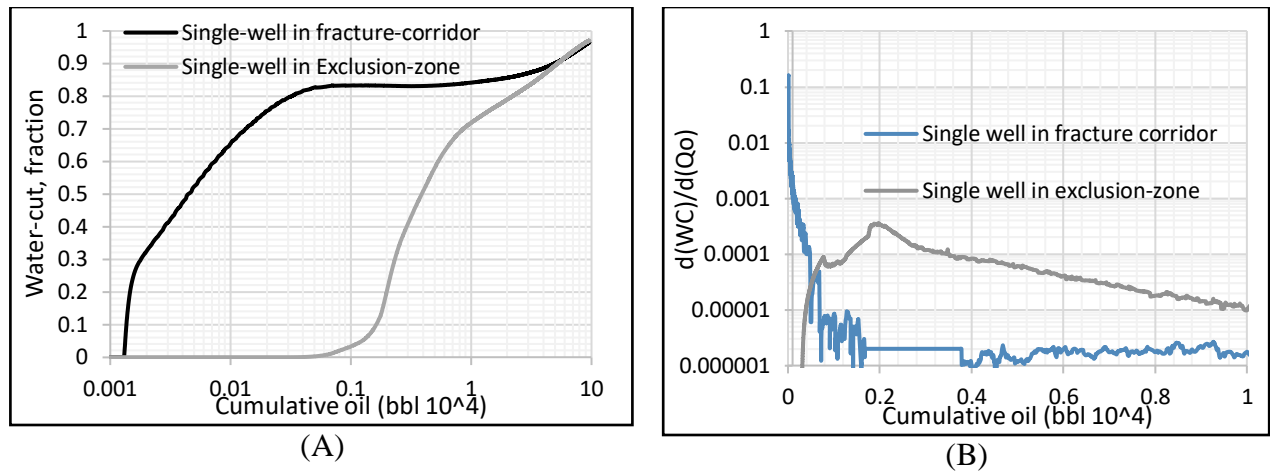 1
0.9
0.8
0.7
0.6
0.5
0.4
0.3
0.2
0.1
0
Water-cut, fraction
Single-well in fracture-corridor
Single-well in Exclusion-zone
0.001 0.01 0.1 1 10
Cumulative oil (bbl 10^4)
(A)
1
0.1
0.01
0.001
0.0001
0.00001
0.000001
d(WC)/d(Qo)
Single well in fracture corridor
Single well in exclusion-zone
0 0.2 0.4 0.6 0.8 1
Cumulative oil (bbl 10^4)
(B)